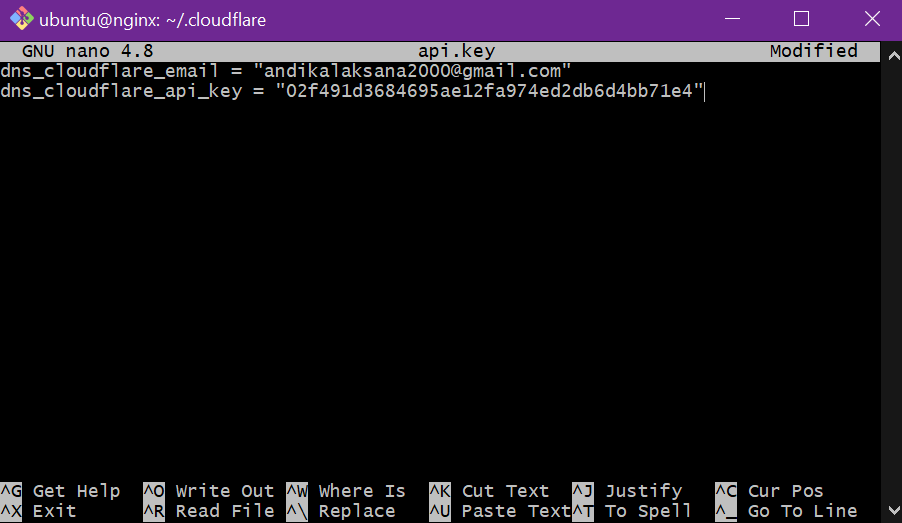 ubuntu@nginx: ~/.cloudflare
GNU nano 4.8 api.key Modified
dns_cloudflare_email = "andikalaksana2000@gmail.com"
dns_cloudflare_api_key = "02f491d3684695ae12fa974ed2db6d4bb71e4"
^G Get Help ^O Write Out ^W Where Is ^K Cut Text ^J Justify ^C Cur Pos
^X Exit ^R Read File ^\ Replace ^U Paste Text ^T To Spell ^_ Go To Line